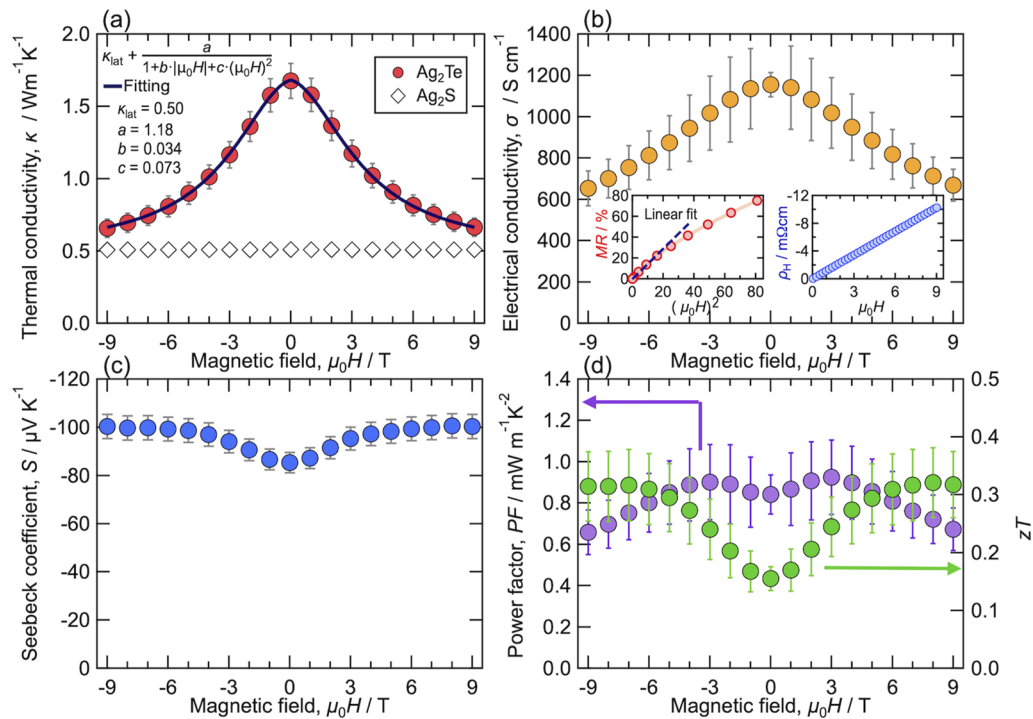 (a)
Thermal conductivity, κ / Wm⁻¹K⁻¹
2.0
1.5
1.0
0.5
0.0
κ_lat + a / 1+b·|μ₀H|+c·(μ₀H)²
Fitting
κ_lat = 0.50
a = 1.18
b = 0.034
c = 0.073
Ag₂Te
Ag₂S
-9 -6 -3 0 3 6 9
Magnetic field, μ₀H / T
(b)
Electrical conductivity, σ / S cm⁻¹
1400
1200
1000
800
600
400
200
0
MR / %
80
60
40
20
0
Linear fit
0 20 40 60 80
(μ₀H)²
ρ_H / mΩcm
-12
-8
-4
0
0 3 6 9
μ₀H
-9 -6 -3 0 3 6 9
Magnetic field, μ₀H / T
(c)
Seebeck coefficient, S / μV K⁻¹
-120
-100
-80
-60
-40
-20
0
-9 -6 -3 0 3 6 9
Magnetic field, μ₀H / T
(d)
Power factor, PF / mW m⁻¹K⁻²
1.4
1.2
1.0
0.8
0.6
0.4
0.2
0.0
0.5
0.4
0.3
0.2
0.1
0.0
zT
-9 -6 -3 0 3 6 9
Magnetic field, μ₀H / T